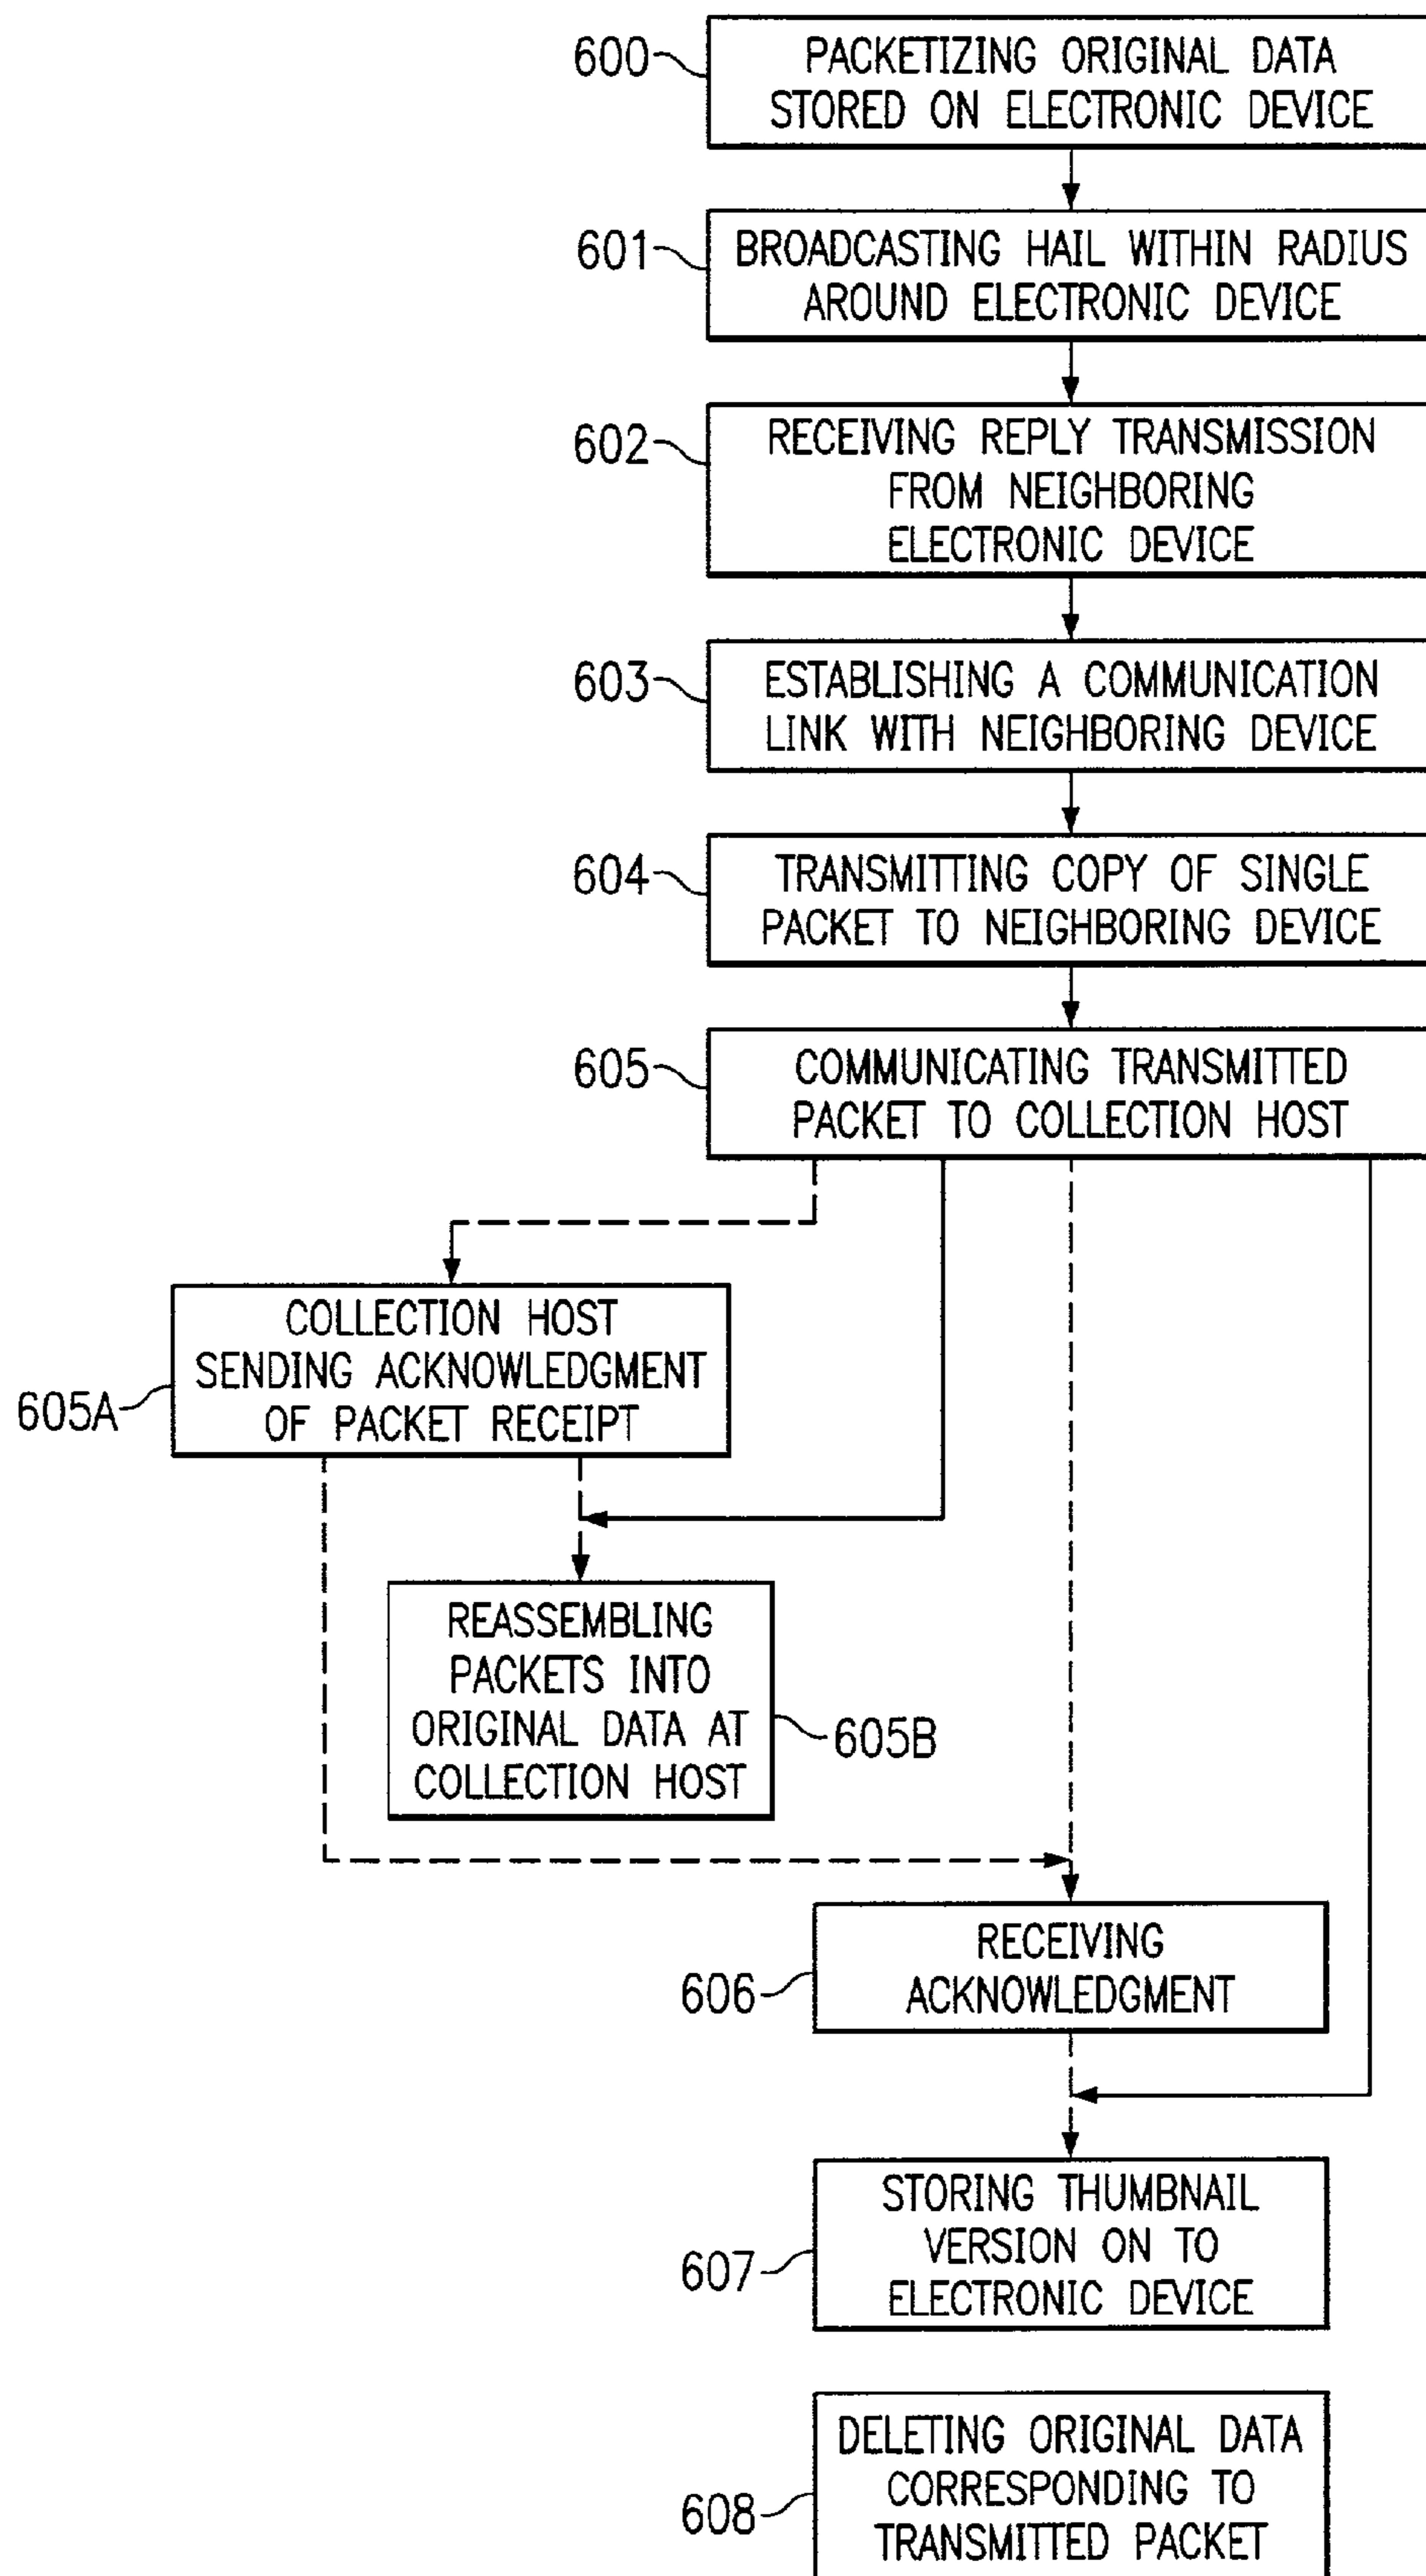 600
PACKETIZING ORIGINAL DATA
STORED ON ELECTRONIC DEVICE
601
BROADCASTING HAIL WITHIN RADIUS
AROUND ELECTRONIC DEVICE
602
RECEIVING REPLY TRANSMISSION
FROM NEIGHBORING
ELECTRONIC DEVICE
603
ESTABLISHING A COMMUNICATION
LINK WITH NEIGHBORING DEVICE
604
TRANSMITTING COPY OF SINGLE
PACKET TO NEIGHBORING DEVICE
605
COMMUNICATING TRANSMITTED
PACKET TO COLLECTION HOST
605A
COLLECTION HOST
SENDING ACKNOWLEDGMENT
OF PACKET RECEIPT
REASSEMBLING
PACKETS INTO
ORIGINAL DATA AT
COLLECTION HOST
605B
606
RECEIVING
ACKNOWLEDGMENT
607
STORING THUMBNAIL
VERSION ON TO
ELECTRONIC DEVICE
608
DELETING ORIGINAL DATA
CORRESPONDING TO
TRANSMITTED PACKET